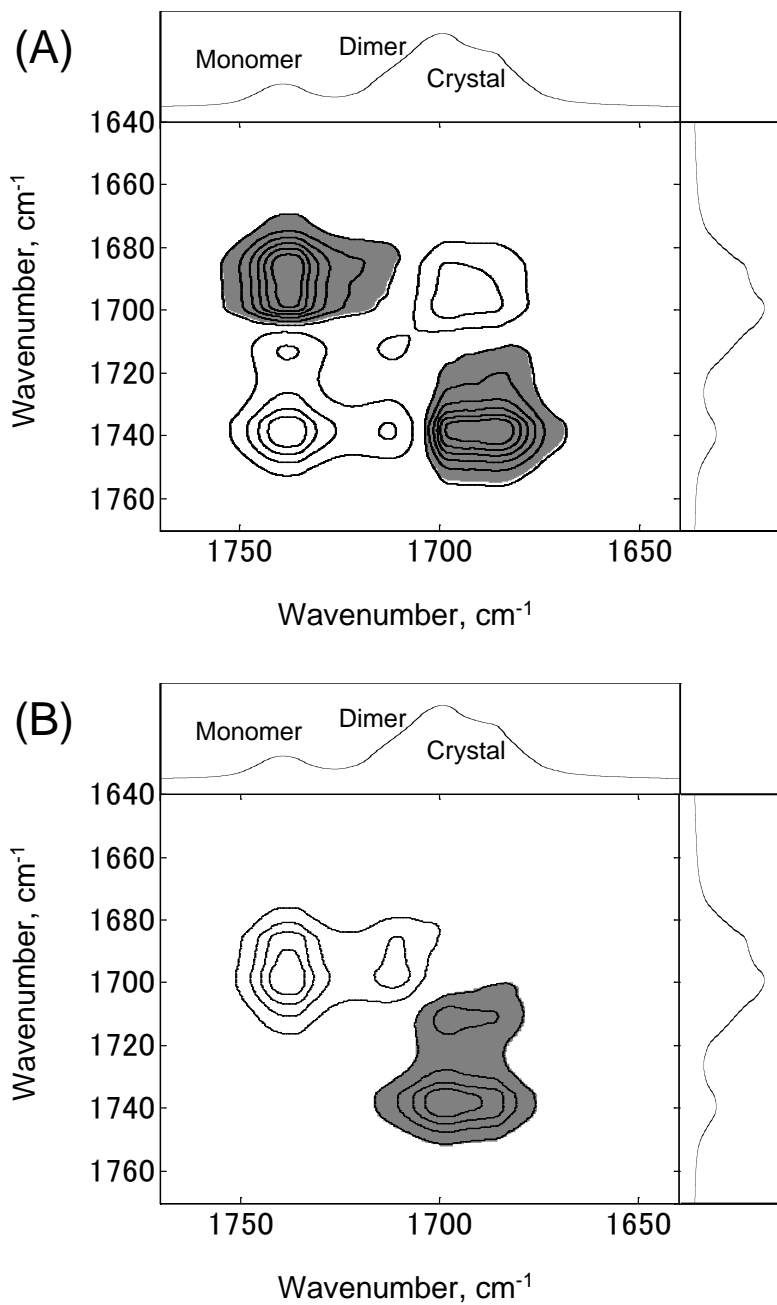 (A)
Monomer
Dimer
Crystal
1640
1660
1680
1700
1720
1740
1760
Wavenumber, cm-1
1750 1700 1650
Wavenumber, cm-1
(B)
Monomer
Dimer
Crystal
1640
1660
1680
1700
1720
1740
1760
Wavenumber, cm-1
1750 1700 1650
Wavenumber, cm-1